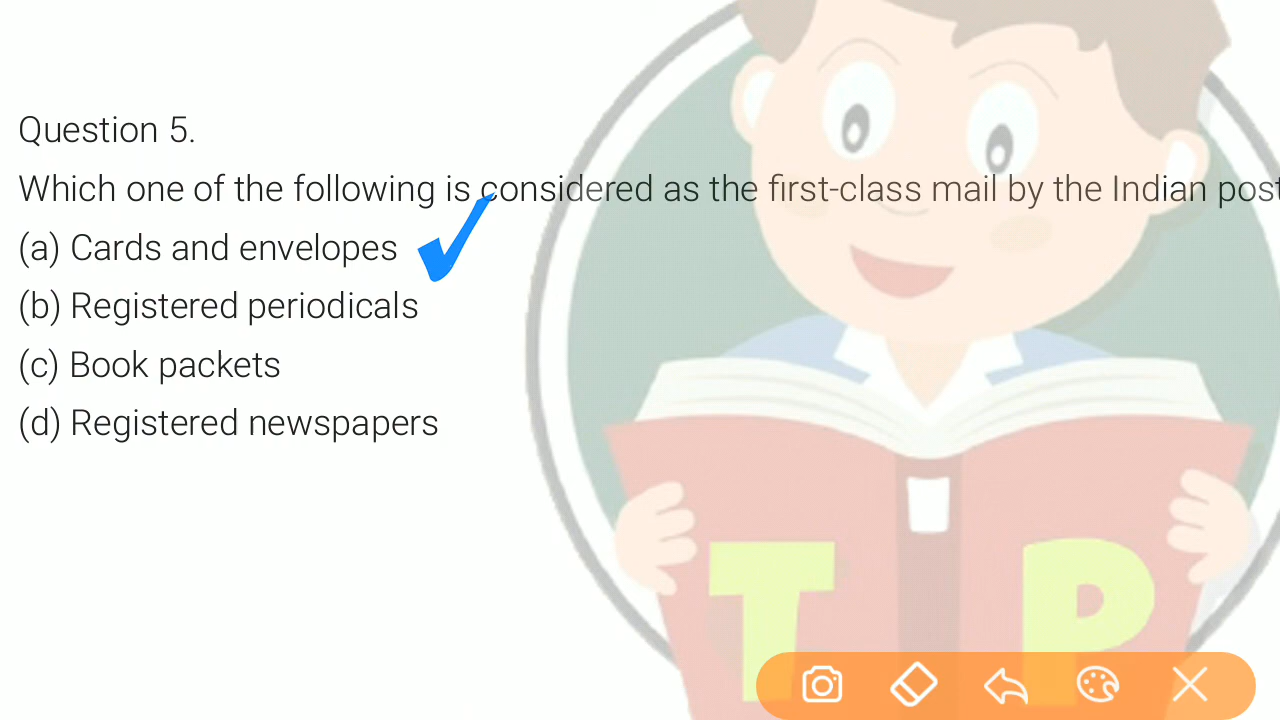 Question 5.
Which one of the following is considered as the first-class mail by the Indian post
(a) Cards and envelopes
(b) Registered periodicals
(c) Book packets
(d) Registered newspapers
T P